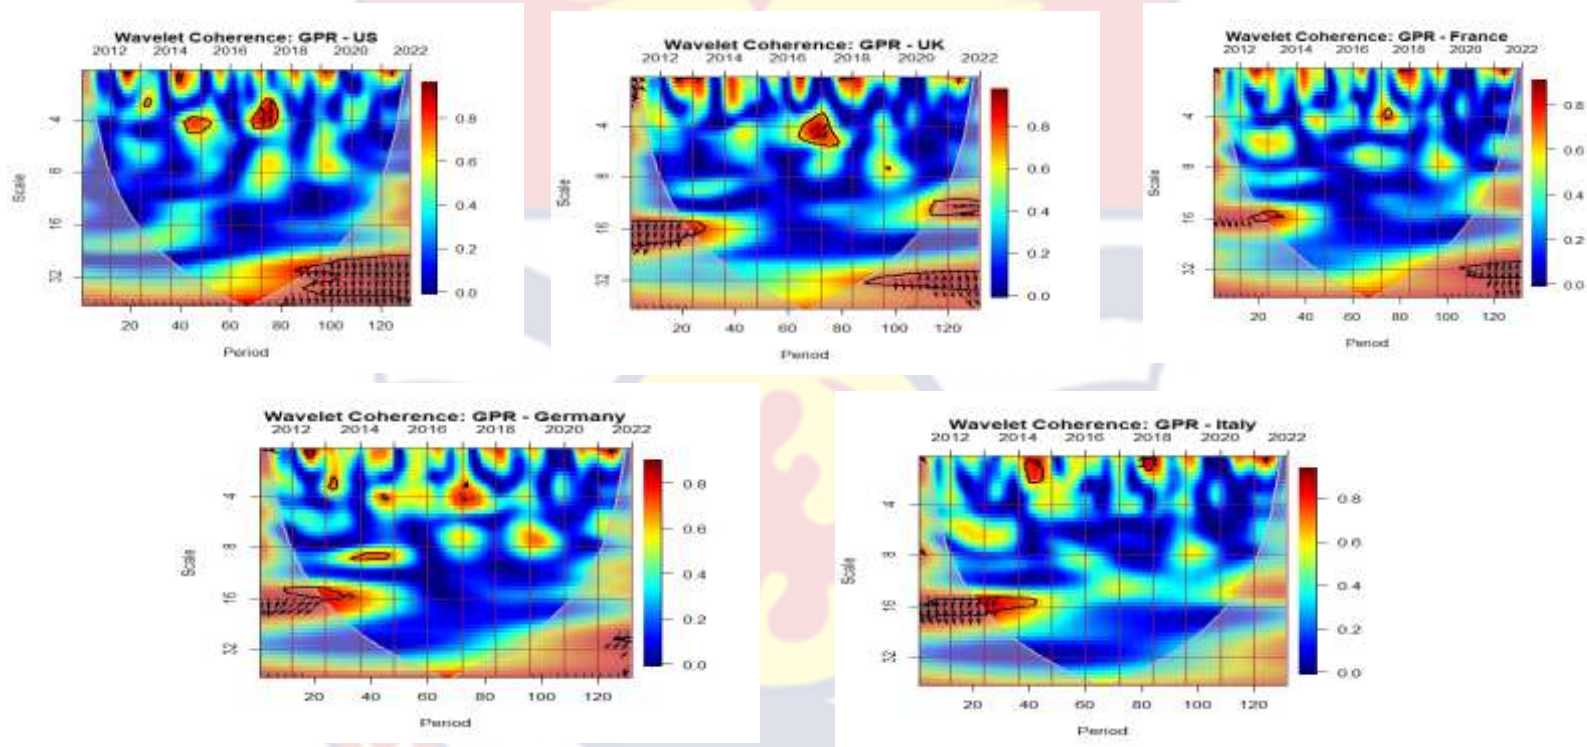 Wavelet Coherence: GPR - US
2012 2014 2016 2018 2020 2022
Scale
4
8
16
32
0.8
0.6
0.4
0.2
0.0
20 40 60 80 100 120
Period
Wavelet Coherence: GPR - UK
2012 2014 2016 2018 2020 2022
Scale
4
8
16
32
0.8
0.6
0.4
0.2
0.0
20 40 60 80 100 120
Period
Wavelet Coherence: GPR - France
2012 2014 2016 2018 2020 2022
Scale
4
8
16
32
0.8
0.6
0.4
0.2
0.0
20 40 60 80 100 120
Period
Wavelet Coherence: GPR - Germany
2012 2014 2016 2018 2020 2022
Scale
4
8
16
32
0.8
0.6
0.4
0.2
0.0
20 40 60 80 100 120
Period
Wavelet Coherence: GPR - Italy
2012 2014 2016 2018 2020 2022
Scale
4
8
16
32
0.8
0.6
0.4
0.2
0.0
20 40 60 80 100 120
Period